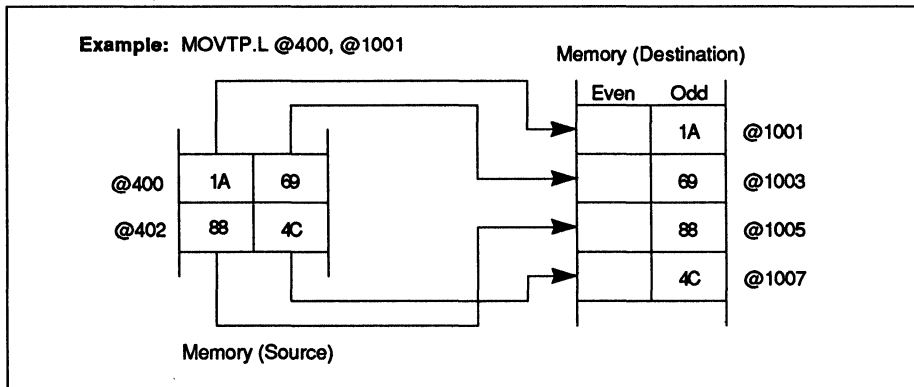 Example: MOVTP.L @400, @1001
Memory (Destination)
Even Odd
1A @1001
@400 1A 69
69 @1003
@402 88 4C
88 @1005
4C @1007
Memory (Source)